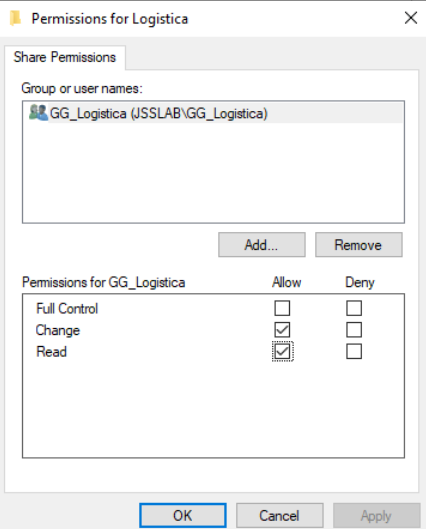 Permissions for Logistica
Share Permissions
Group or user names:
GG_Logistica (JSSLAB\GG_Logistica)
Add...
Remove
Permissions for GG_Logistica
Allow
Deny
Full Control
Change
Read
OK
Cancel
Apply